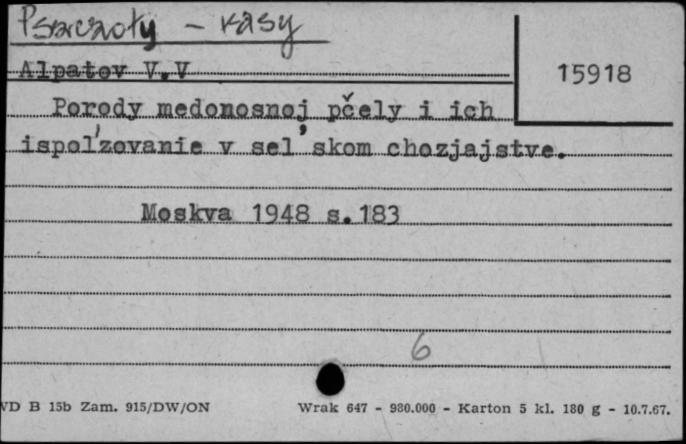 Pszczoły - rasy
Alpatov V.V
15918
Porody medonosnoj pčely i ich
ispol'zovanie v sel'skom chozjajstve.
Moskva 1948 s.183
6
VD B 15b Zam. 915/DW/ON
Wrak 647 - 980.000 - Karton 5 kl. 180 g - 10.7.67.